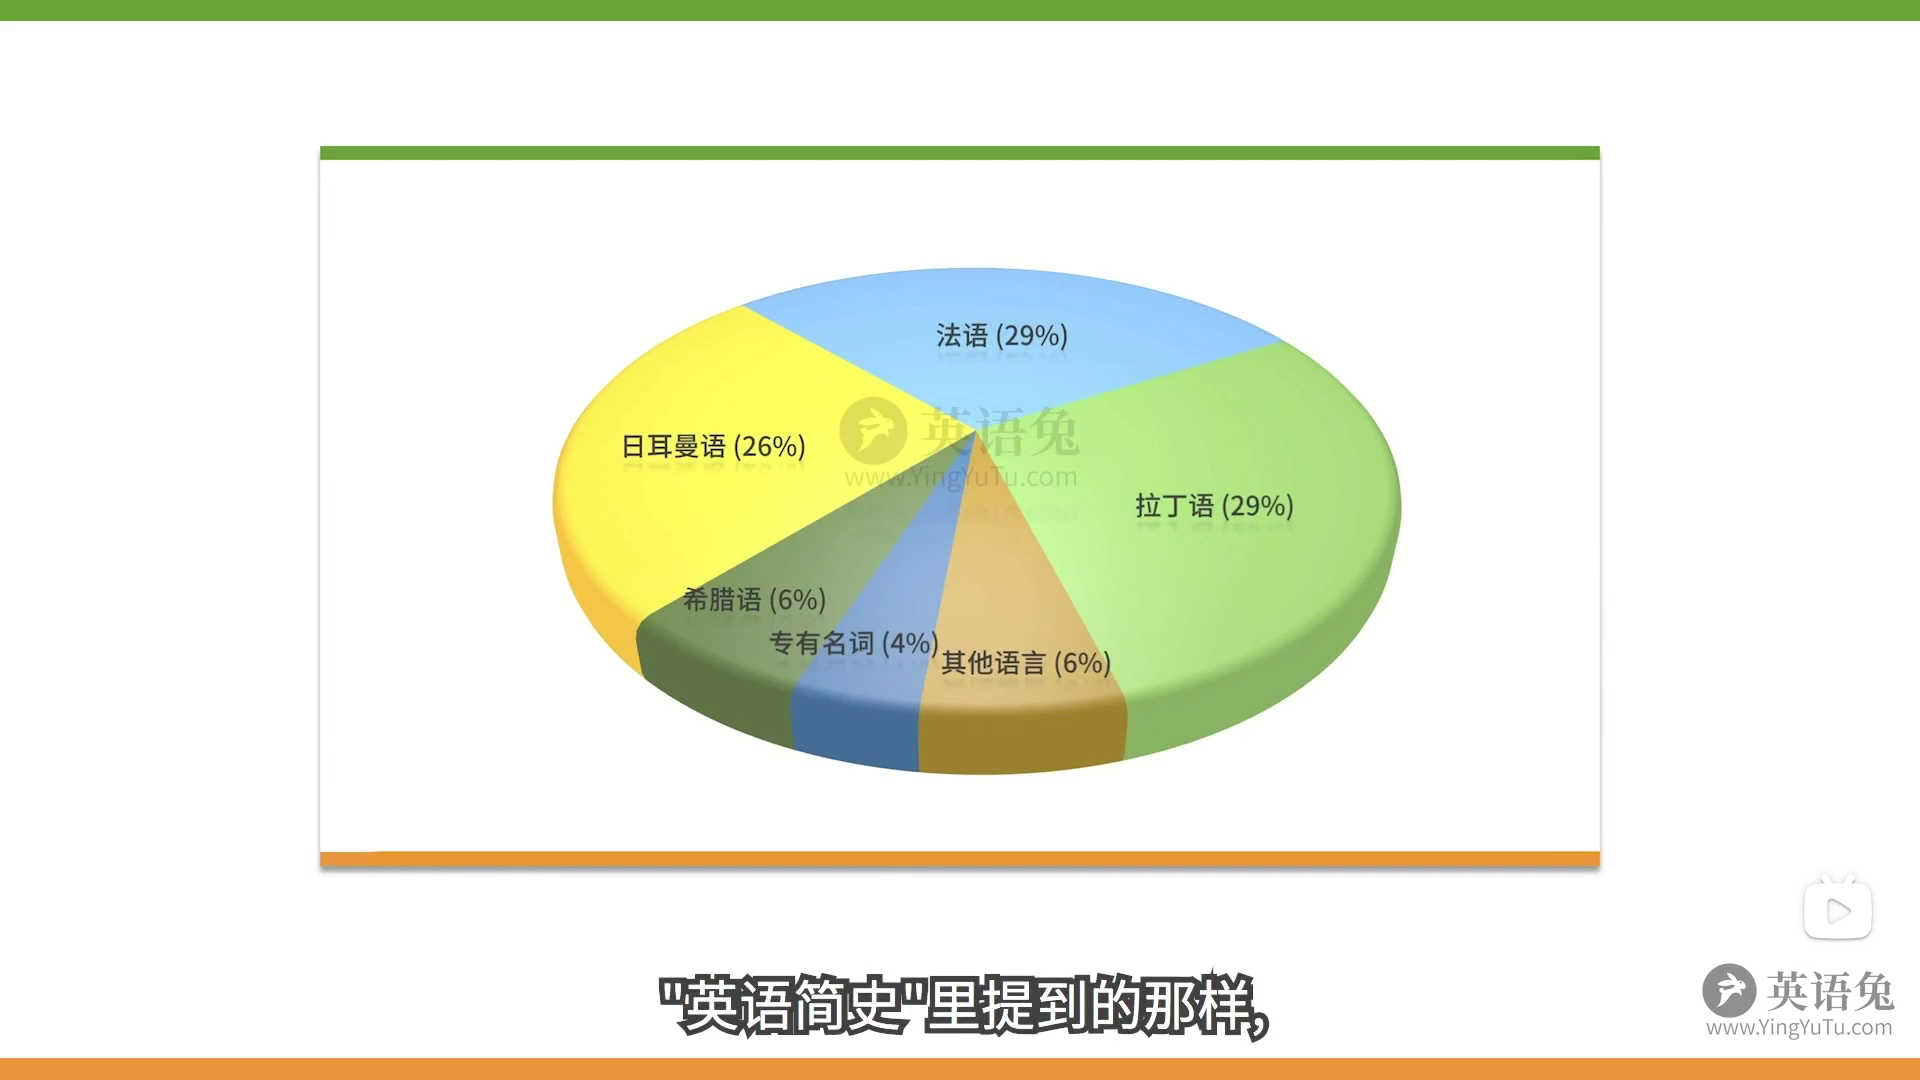 法语 (29%)
英语兔
www.YingYuTu.com
日耳曼语 (26%)
拉丁语 (29%)
希腊语 (6%)
专有名词 (4%)
其他语言 (6%)
"英语简史"里提到的那样,
英语兔
www.YingYuTu.com